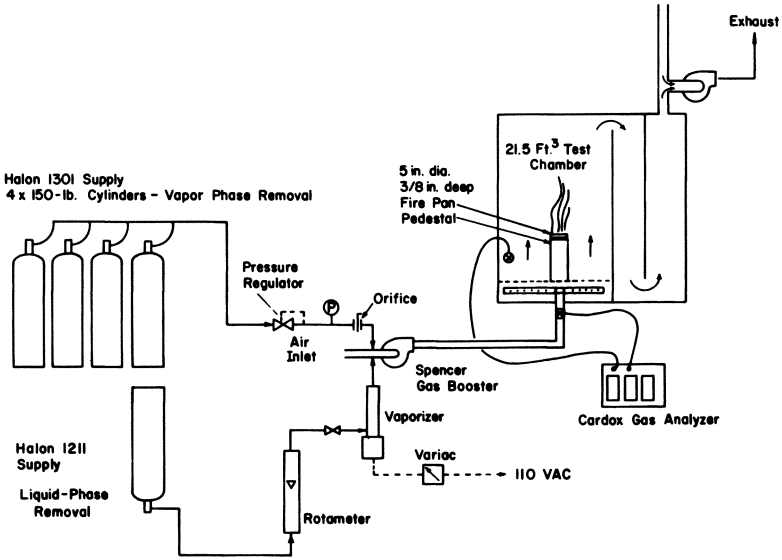 Exhaust
21.5 Ft.3 Test
Chamber
5 in. dia.
3/8 in. deep
Fire Pan
Pedestal
Halon 1301 Supply
4 x 150-lb. Cylinders - Vapor Phase Removal
Pressure
Regulator
P
Orifice
Air
Inlet
Spencer
Gas Booster
Cardox Gas Analyzer
Vaporizer
Halon 1211
Supply
Liquid-Phase
Removal
Variac
110 VAC
Rotameter